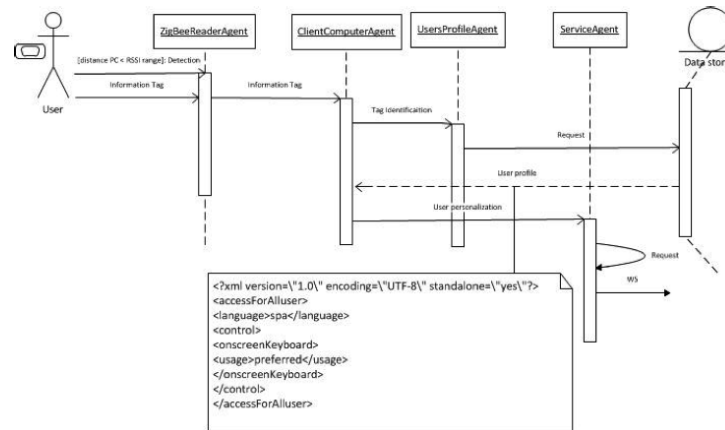 ZigBeeReaderAgent
ClientComputerAgent
UsersProfileAgent
ServiceAgent
Data stor
[distance PC < RSSI range]: Detection
Information Tag
Information Tag
User
Tag Identificaition
Request
User profile
User personalization
Request
WS
<?xml version=\"1.0\" encoding=\"UTF-8\" standalone=\"yes\"?>
<accessForAlluser>
<language>spa</language>
<control>
<onscreenKeyboard>
<usage>preferred</usage>
</onscreenKeyboard>
</control>
</accessForAlluser>